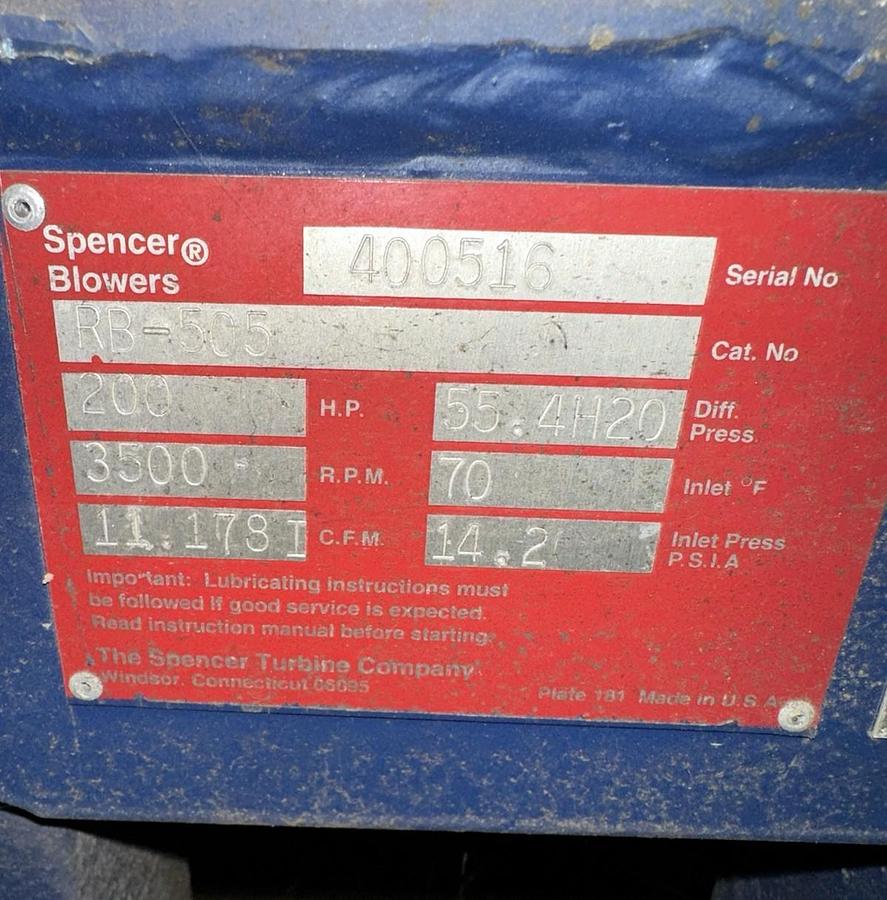 Spencer®
Blowers
400516 Serial No
RB-505 Cat. No
200 H.P. 55.4H20 Diff. Press
3500 R.P.M. 70 Inlet °F
11.178I C.F.M. 14.2 Inlet Press P.S.I.A
Important: Lubricating instructions must
be followed if good service is expected.
Read instruction manual before starting.
The Spencer Turbine Company
Windsor, Connecticut 06095
Plate 181 Made in U.S.A.